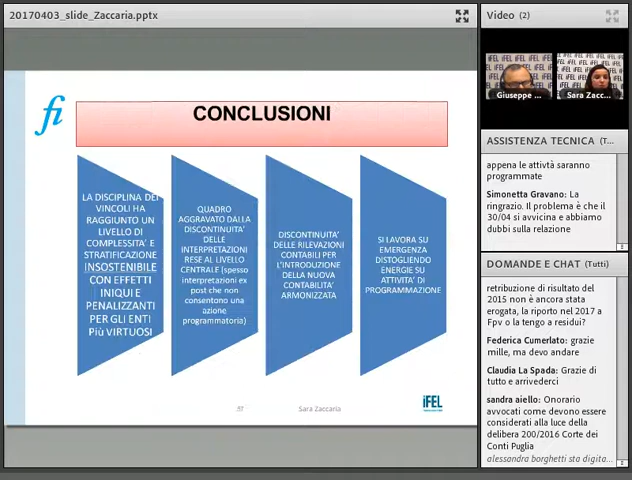 20170403_slide_Zaccaria.pptx
fi
CONCLUSIONI
LA DISCIPLINA DEI
VINCOLI HA
RAGGIUNTO UN
LIVELLO DI
COMPLESSITA' E
STRATIFICAZIONE
INSOSTENIBILE
CON EFFETTI
INIQUI E
PENALIZZANTI
PER GLI ENTI
Più VIRTUOSI
QUADRO
AGGRAVATO DALLA
DISCONTINUITA'
DELLE
INTERPRETAZIONI
RESE AL LIVELLO
CENTRALE (spesso
interpretazioni ex
post che non
consentono una
azione
programmatoria)
DISCONTINUITA'
DELLE RILEVAZIONI
CONTABILI PER
L'INTRODUZIONE
DELLA NUOVA
CONTABILITA'
ARMONIZZATA
SI LAVORA SU
EMERGENZA
DISTOGLIENDO
ENERGIE SU
ATTIVITA' DI
PROGRAMMAZIONE
37
Sara Zaccaria
iFEL
Video (2)
Giuseppe ...
Sara Zacc...
ASSISTENZA TECNICA (T...
appena le attivtà saranno
programmate
Simonetta Gravano: La
ringrazio. Il problema è che il
30/04 si avvicina e abbiamo
dubbi sulla relazione
DOMANDE E CHAT (Tutti)
retribuzione di risultato del
2015 non è ancora stata
erogata, la riporto nel 2017 a
Fpv o la tengo a residui?
Federica Cumerlato: grazie
mille, ma devo andare
Claudia La Spada: Grazie di
tutto e arrivederci
sandra aiello: Onorario
avvocati come devono essere
considerati alla luce della
delibera 200/2016 Corte dei
Conti Puglia
alessandra borghetti sta digita...